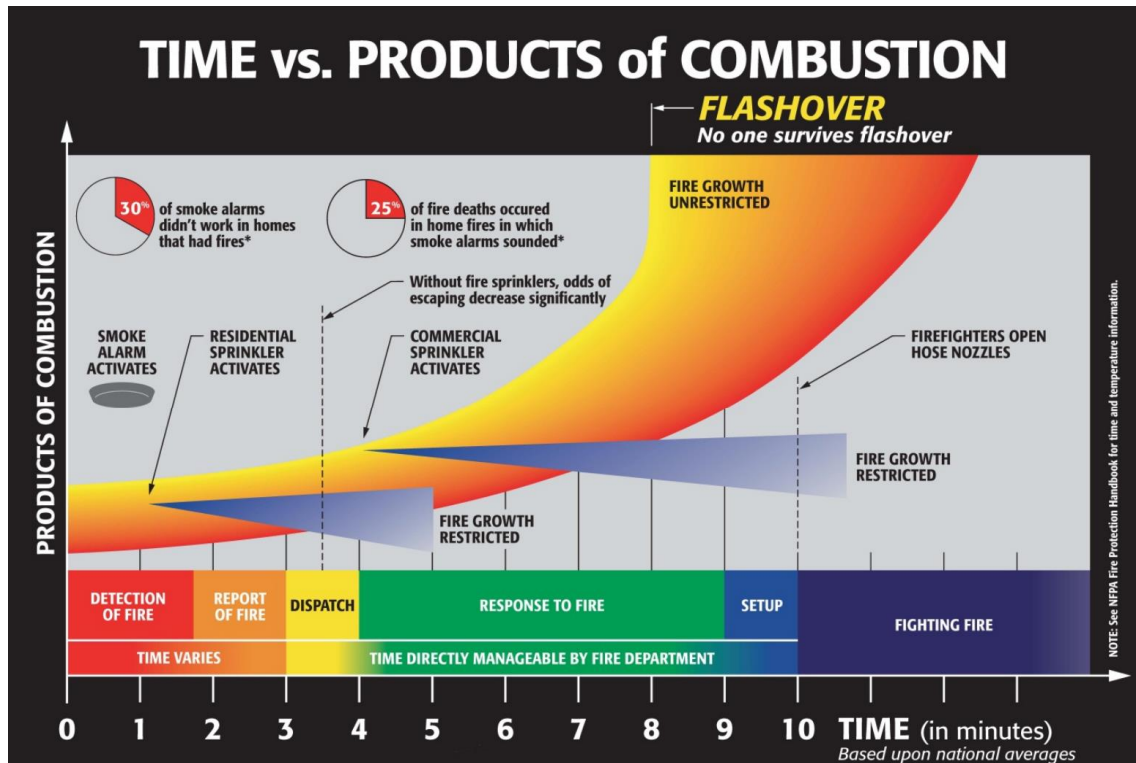 TIME vs. PRODUCTS of COMBUSTION
FLASHOVER
No one survives flashover
PRODUCTS OF COMBUSTION
30%
of smoke alarms
didn't work in homes
that had fires*
25%
of fire deaths occured
in home fires in which
smoke alarms sounded*
FIRE GROWTH
UNRESTRICTED
Without fire sprinklers, odds of
escaping decrease significantly
SMOKE
ALARM
ACTIVATES
RESIDENTIAL
SPRINKLER
ACTIVATES
COMMERCIAL
SPRINKLER
ACTIVATES
FIREFIGHTERS OPEN
HOSE NOZZLES
FIRE GROWTH
RESTRICTED
FIRE GROWTH
RESTRICTED
DETECTION
OF FIRE
REPORT
OF FIRE
DISPATCH
RESPONSE TO FIRE
SETUP
FIGHTING FIRE
TIME VARIES
TIME DIRECTLY MANAGEABLE BY FIRE DEPARTMENT
0 1 2 3 4 5 6 7 8 9 10 TIME (in minutes)
Based upon national averages
NOTE: See NFPA Fire Protection Handbook for time and temperature information.